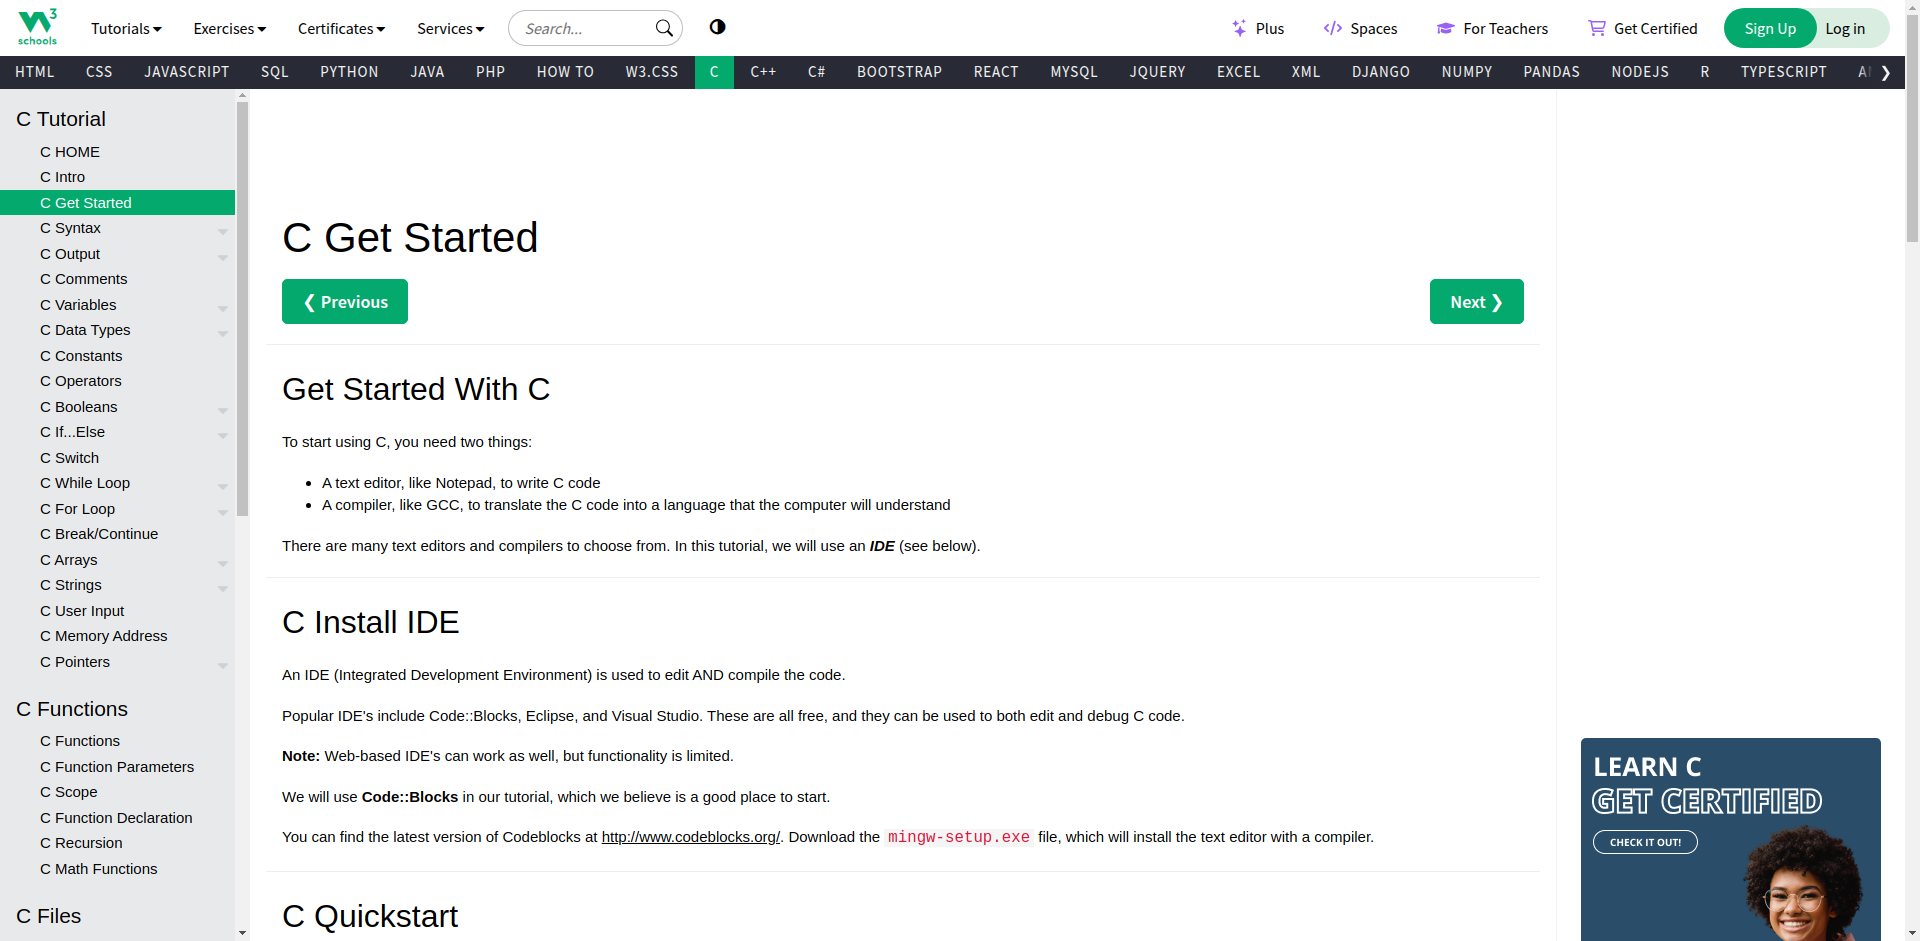 3
schools
Tutorials
Exercises
Certificates
Services
Search...
Plus
Spaces
For Teachers
Get Certified
Sign Up
Log in
HTML
CSS
JAVASCRIPT
SQL
PYTHON
JAVA
PHP
HOW TO
W3.CSS
C
C++
C#
BOOTSTRAP
REACT
MYSQL
JQUERY
EXCEL
XML
DJANGO
NUMPY
PANDAS
NODEJS
R
TYPESCRIPT
C Tutorial
C HOME
C Intro
C Get Started
C Syntax
C Output
C Comments
C Variables
C Data Types
C Constants
C Operators
C Booleans
C If...Else
C Switch
C While Loop
C For Loop
C Break/Continue
C Arrays
C Strings
C User Input
C Memory Address
C Pointers
C Functions
C Functions
C Function Parameters
C Scope
C Function Declaration
C Recursion
C Math Functions
C Files
C Get Started
❮ Previous
Next ❯
Get Started With C
To start using C, you need two things:
• A text editor, like Notepad, to write C code
• A compiler, like GCC, to translate the C code into a language that the computer will understand
There are many text editors and compilers to choose from. In this tutorial, we will use an IDE (see below).
C Install IDE
An IDE (Integrated Development Environment) is used to edit AND compile the code.
Popular IDE's include Code::Blocks, Eclipse, and Visual Studio. These are all free, and they can be used to both edit and debug C code.
Note: Web-based IDE's can work as well, but functionality is limited.
We will use Code::Blocks in our tutorial, which we believe is a good place to start.
You can find the latest version of Codeblocks at http://www.codeblocks.org/. Download the mingw-setup.exe file, which will install the text editor with a compiler.
C Quickstart
LEARN C
GET CERTIFIED
CHECK IT OUT!